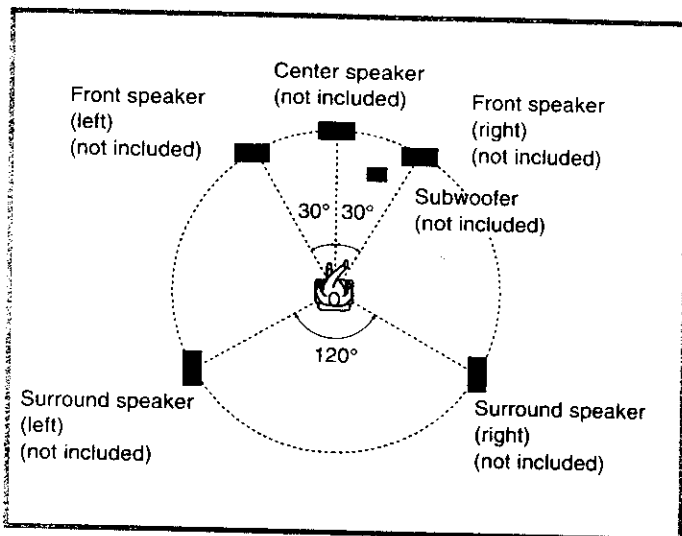 Center speaker
(not included)
Front speaker
(left)
(not included)
Front speaker
(right)
(not included)
Subwoofer
(not included)
30° 30°
120°
Surround speaker
(left)
(not included)
Surround speaker
(right)
(not included)